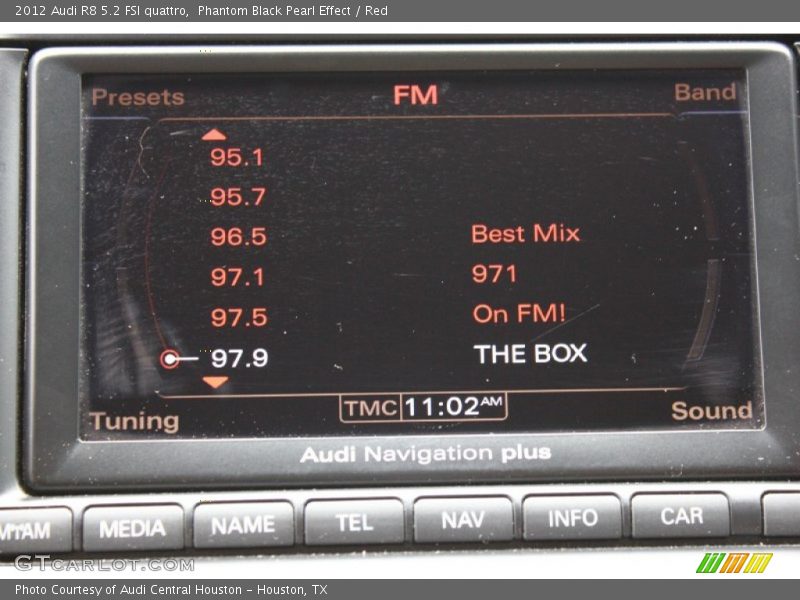 2012 Audi R8 5.2 FSI quattro,  Phantom Black Pearl Effect / Red
Presets FM Band
95.1
95.7
96.5 Best Mix
97.1 971
97.5 On FM!
97.9 THE BOX
Tuning TMC 11:02 AM Sound
Audi Navigation plus
MEDIA NAME TEL NAV INFO CAR
GTCARLOT.COM
Photo Courtesy of Audi Central Houston - Houston, TX